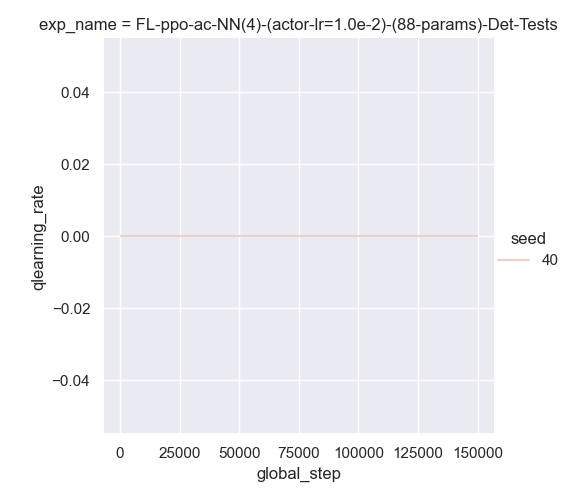 exp_name = FL-ppo-ac-NN(4)-(actor-lr=1.0e-2)-(88-params)-Det-Tests
0.04
0.02
0.00
−0.02
−0.04
qlearning_rate
0 25000 50000 75000 100000 125000 150000
global_step
seed
40